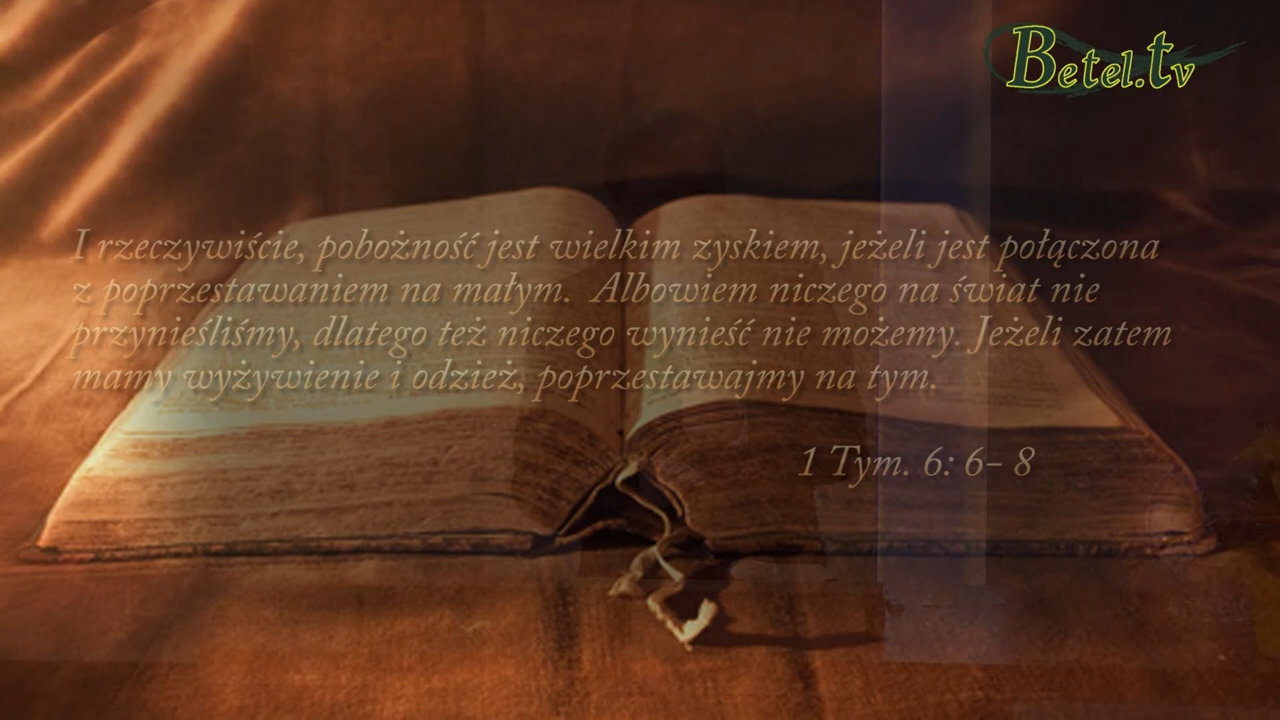 Betel.tv
I rzeczywiście, pobożność jest wielkim zyskiem, jeżeli jest połączona
z poprzestawaniem na małym. Albowiem niczego na świat nie
przynieśliśmy, dlatego też niczego wynieść nie możemy. Jeżeli zatem
mamy wyżywienie i odzież, poprzestawajmy na tym.
1 Tym. 6: 6– 8